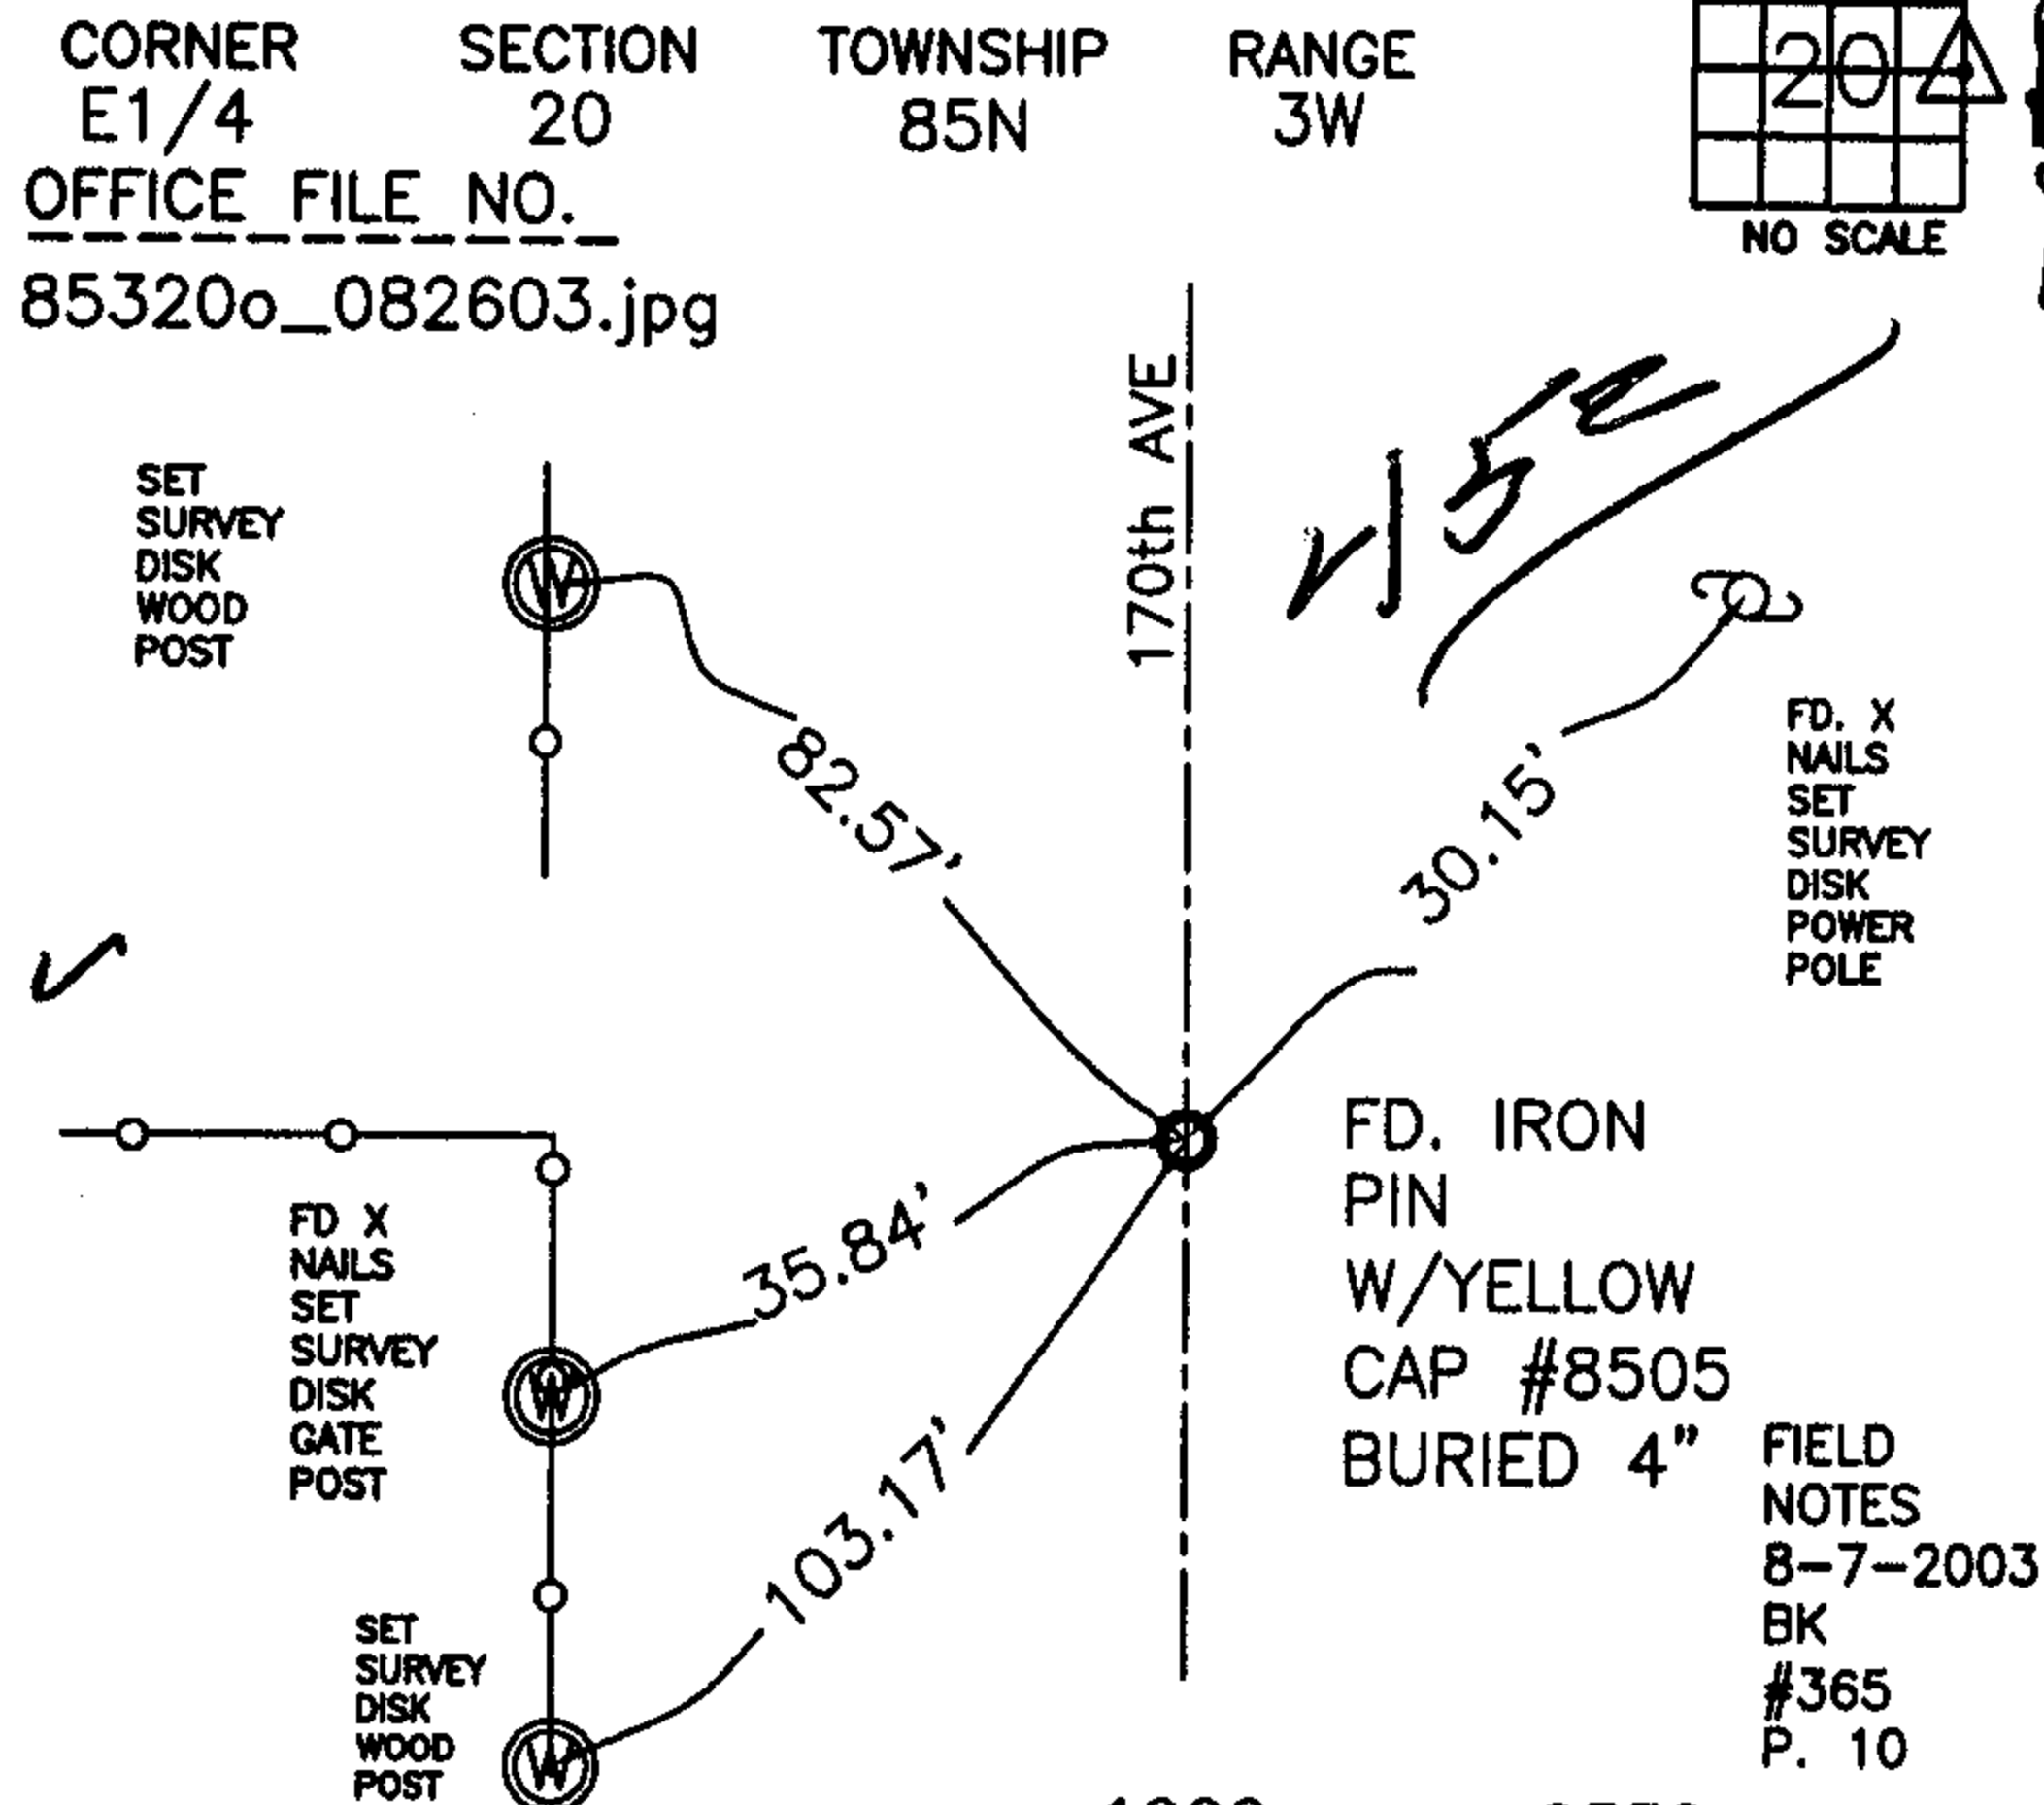 CORNER SECTION TOWNSHIP RANGE
E1/4 20 85N 3W
20
OFFICE FILE NO.
NO SCALE
85320o_082603.jpg
170th AVE
SET
SURVEY
DISK
WOOD
POST
82.57'
30.15'
FD. X
NAILS
SET
SURVEY
DISK
POWER
POLE
FD. IRON
PIN
W/YELLOW
CAP #8505
BURIED 4"
35.84'
FD X
NAILS
SET
SURVEY
DISK
GATE
POST
W
W
103.17'
SET
SURVEY
DISK
WOOD
POST
W
FIELD
NOTES
8-7-2003
BK
#365
P. 10